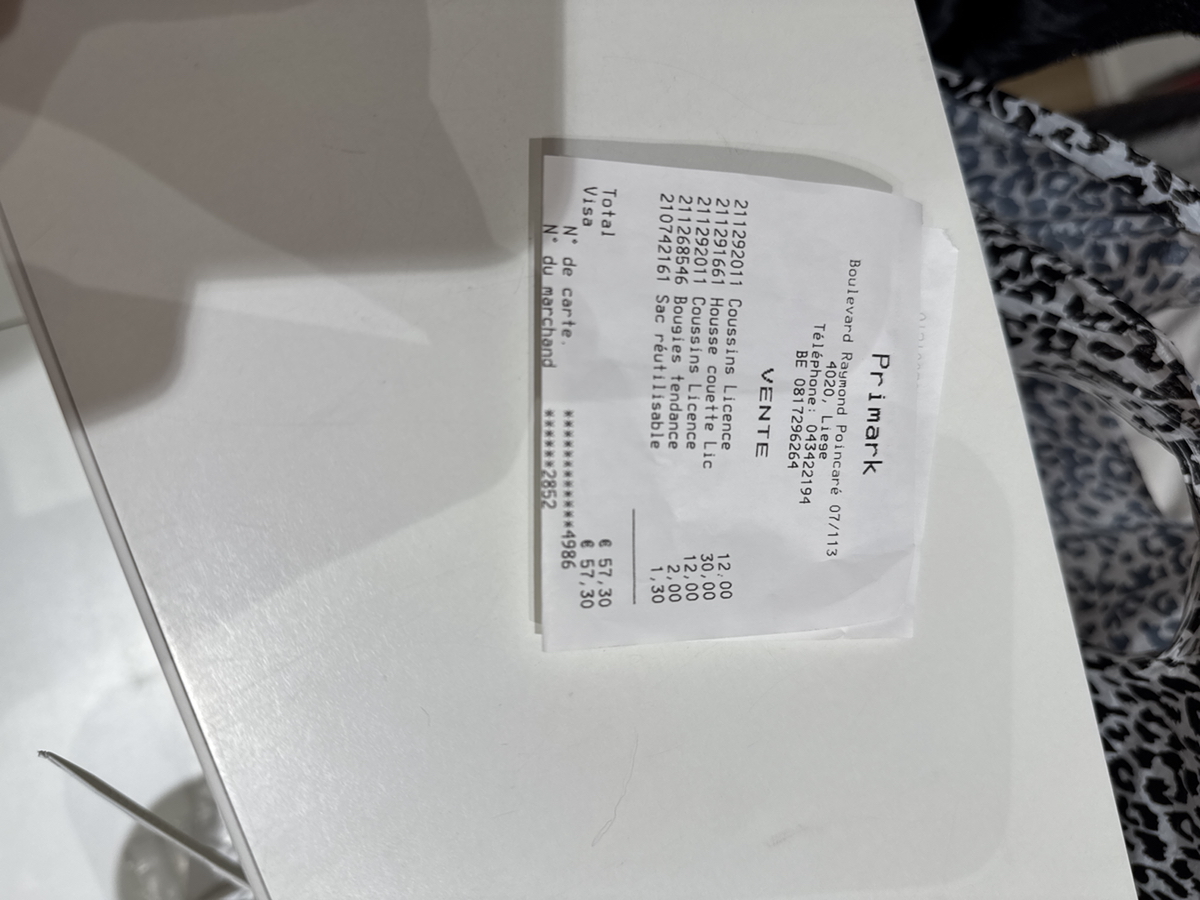 Primark
Boulevard Raymond Poincaré 07/113
4020, Liege
Téléphone: 043422194
BE 0817296264
VENTE
211292011 Coussins Licence 12,00
211291661 Housse couette Lic 30,00
211292011 Coussins Licence 12,00
211268546 Bougies tendance 2,00
210742161 Sac réutilisable 1,30
Total € 57,30
Visa € 57,30
N° de carte. ************4986
N° du marchand ******2852